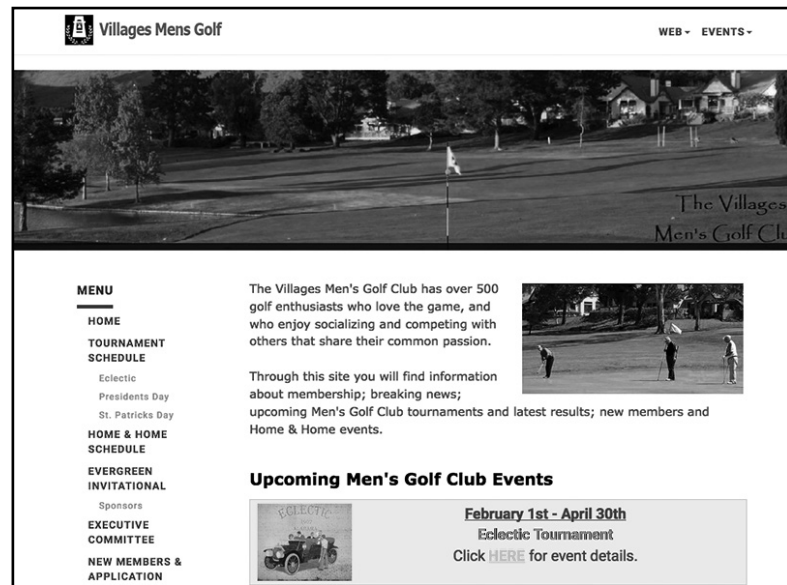 Villages Mens Golf
WEB EVENTS
The Villages
Men's Golf Clu
MENU
HOME
TOURNAMENT
SCHEDULE
Eclectic
Presidents Day
St. Patricks Day
HOME & HOME
SCHEDULE
EVERGREEN
INVITATIONAL
Sponsors
EXECUTIVE
COMMITTEE
NEW MEMBERS &
APPLICATION
The Villages Men's Golf Club has over 500
golf enthusiasts who love the game, and
who enjoy socializing and competing with
others that share their common passion.
Through this site you will find information
about membership; breaking news;
upcoming Men's Golf Club tournaments and latest results; new members and
Home & Home events.
Upcoming Men's Golf Club Events
ECLECTIC
February 1st - April 30th
Eclectic Tournament
Click HERE for event details.